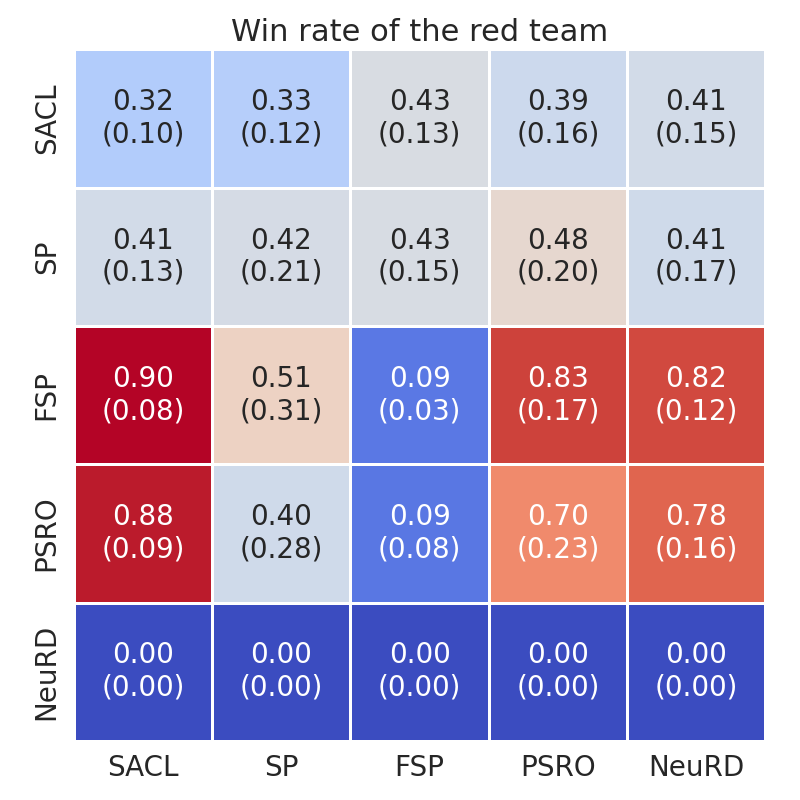 Win rate of the red team
SACL
0.32 0.33 0.43 0.39 0.41
(0.10) (0.12) (0.13) (0.16) (0.15)
SP
0.41 0.42 0.43 0.48 0.41
(0.13) (0.21) (0.15) (0.20) (0.17)
FSP
0.90 0.51 0.09 0.83 0.82
(0.08) (0.31) (0.03) (0.17) (0.12)
PSRO
0.88 0.40 0.09 0.70 0.78
(0.09) (0.28) (0.08) (0.23) (0.16)
NeuRD
0.00 0.00 0.00 0.00 0.00
(0.00) (0.00) (0.00) (0.00) (0.00)
SACL SP FSP PSRO NeuRD